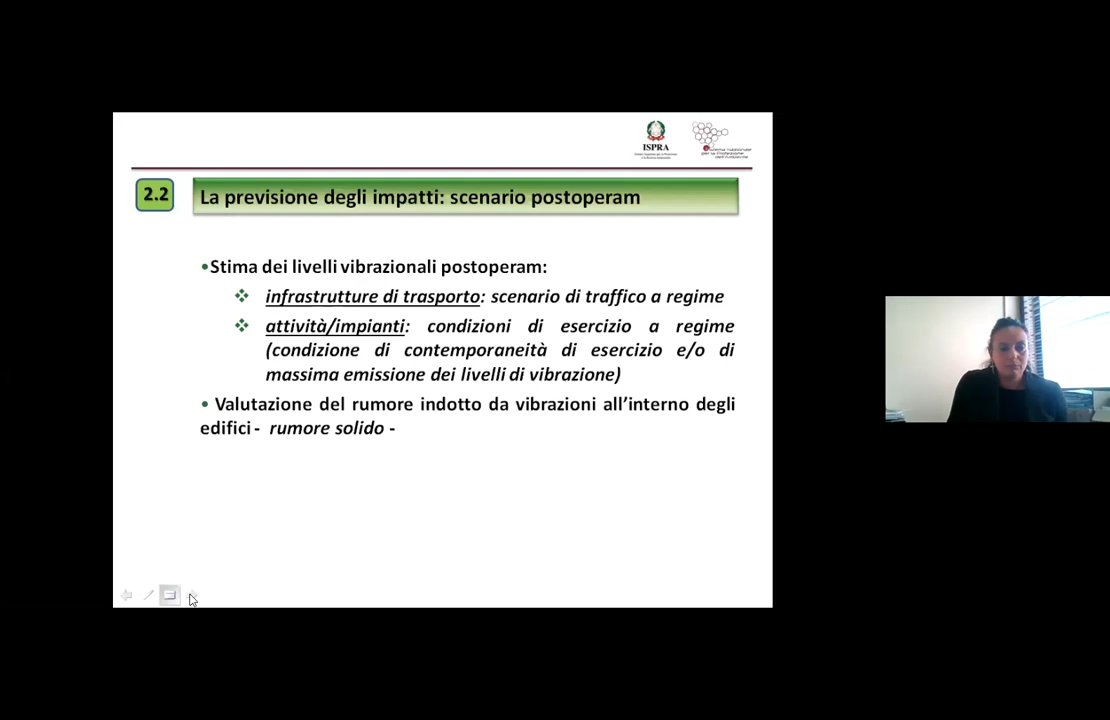 ISPRA
2.2
La previsione degli impatti: scenario postoperam
•Stima dei livelli vibrazionali postoperam:
❖ infrastrutture di trasporto: scenario di traffico a regime
❖ attività/impianti: condizioni di esercizio a regime
(condizione di contemporaneità di esercizio e/o di
massima emissione dei livelli di vibrazione)
• Valutazione del rumore indotto da vibrazioni all’interno degli
edifici - rumore solido -